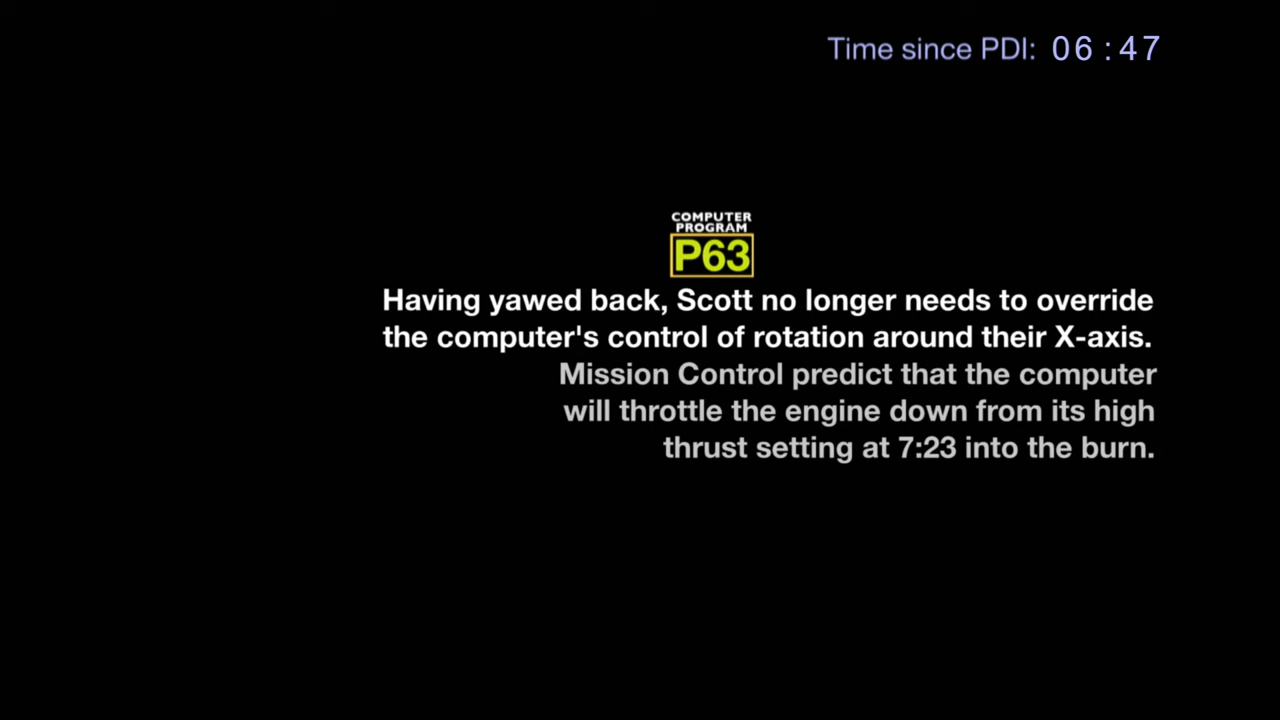 Time since PDI: 06:47
COMPUTER
PROGRAM
P63
Having yawed back, Scott no longer needs to override
the computer's control of rotation around their X-axis.
Mission Control predict that the computer
will throttle the engine down from its high
thrust setting at 7:23 into the burn.